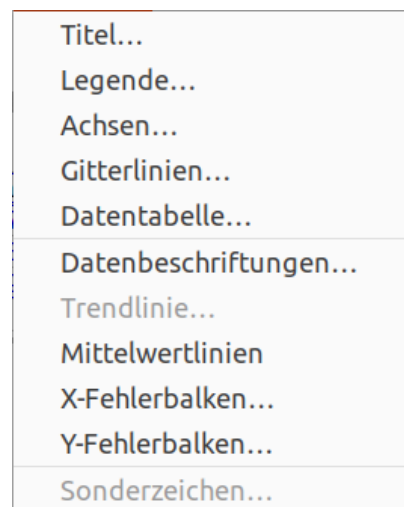 Titel…
Legende…
Achsen…
Gitterlinien…
Datentabelle…
Datenbeschriftungen…
Trendlinie…
Mittelwertlinien
X-Fehlerbalken…
Y-Fehlerbalken…
Sonderzeichen…